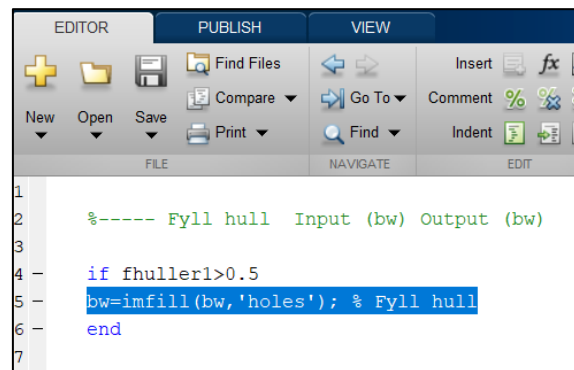 EDITOR PUBLISH VIEW
New Open Save
Find Files
Compare
Print
Go To
Find
Insert fx
Comment
Indent
FILE NAVIGATE EDIT
1
2 %----- Fyll hull  Input (bw) Output (bw)
3
4 – if fhuller1>0.5
5 – bw=imfill(bw,'holes'); % Fyll hull
6 – end
7